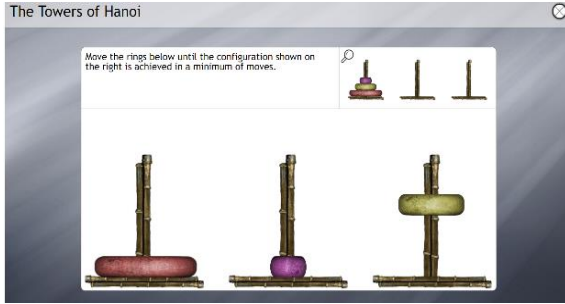 The Towers of Hanoi
Move the rings below until the configuration shown on
the right is achieved in a minimum of moves.